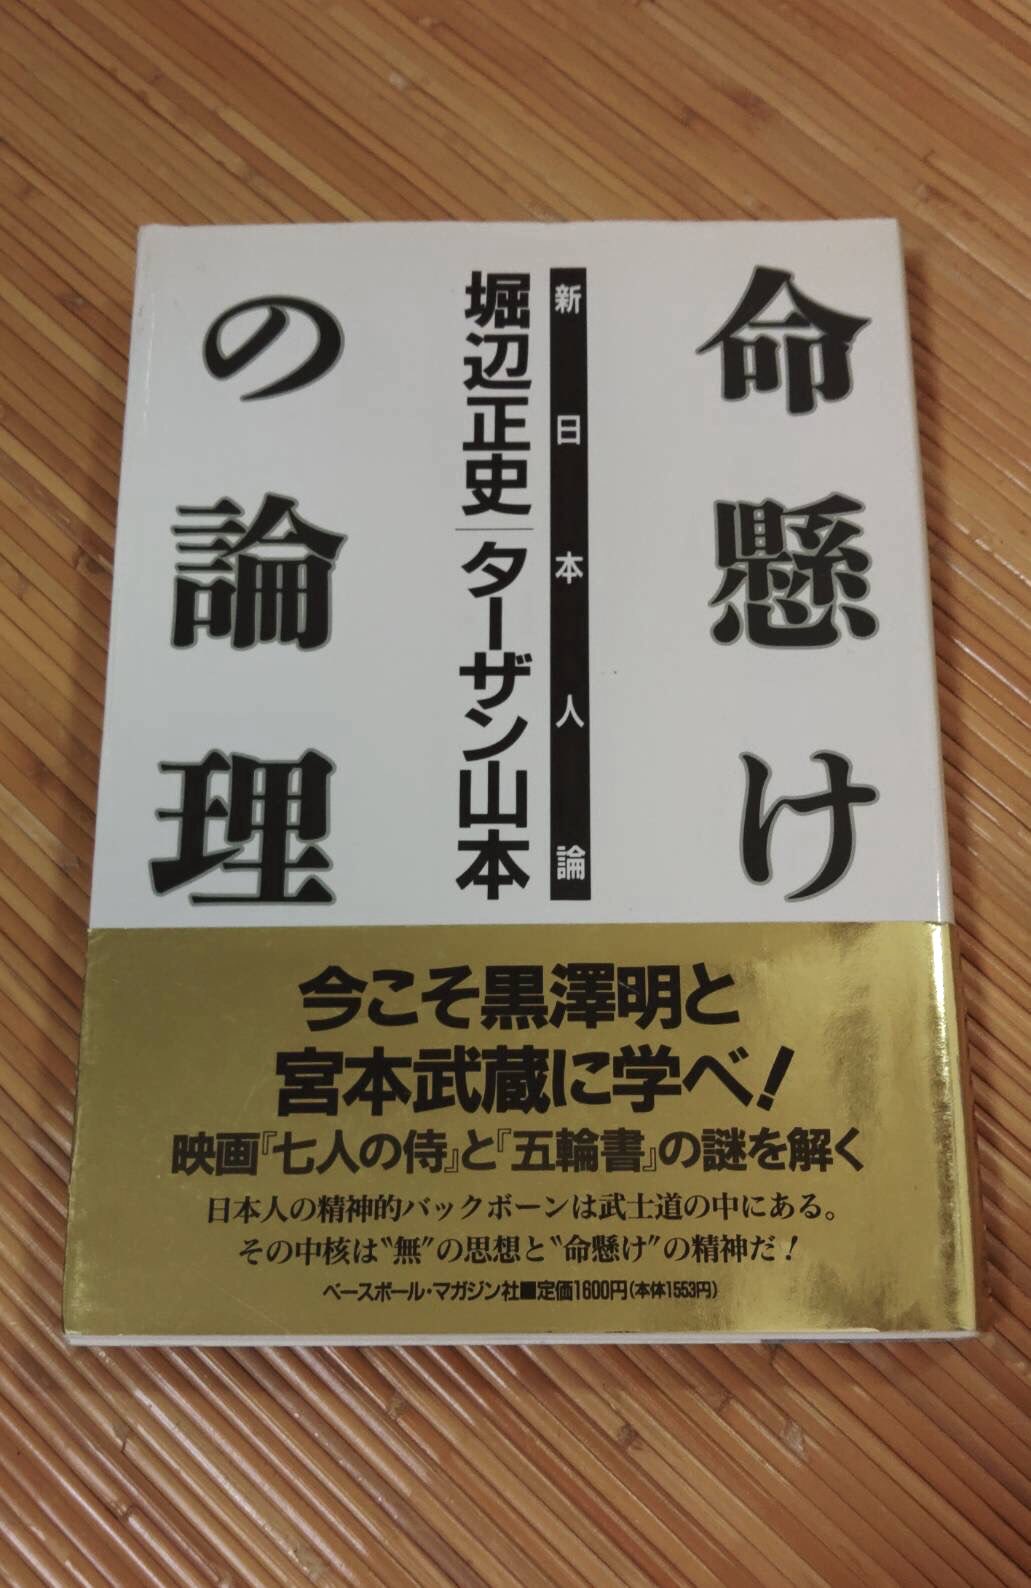 命懸け
の論理
新日本人論
堀辺正史｜ターザン山本
今こそ黒澤明と
宮本武蔵に学べ！
映画『七人の侍』と『五輪書』の謎を解く
日本人の精神的バックボーンは武士道の中にある。
その中核は〝無〟の思想と〝命懸け〟の精神だ！
ベースボール・マガジン社■定価1600円（本体1553円）